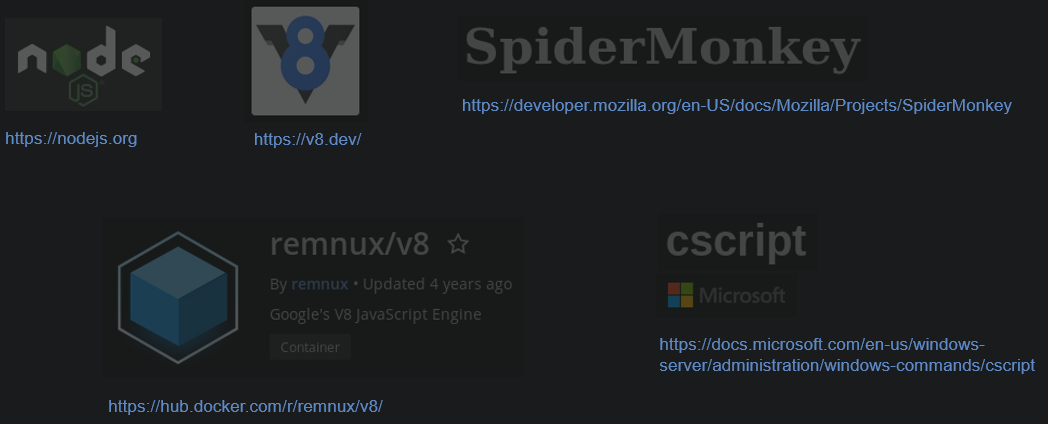 node
JS
https://nodejs.org
V8
https://v8.dev/
SpiderMonkey
https://developer.mozilla.org/en-US/docs/Mozilla/Projects/SpiderMonkey
remnux/v8
By remnux • Updated 4 years ago
Google's V8 JavaScript Engine
Container
https://hub.docker.com/r/remnux/v8/
cscript
Microsoft
https://docs.microsoft.com/en-us/windows-
server/administration/windows-commands/cscript